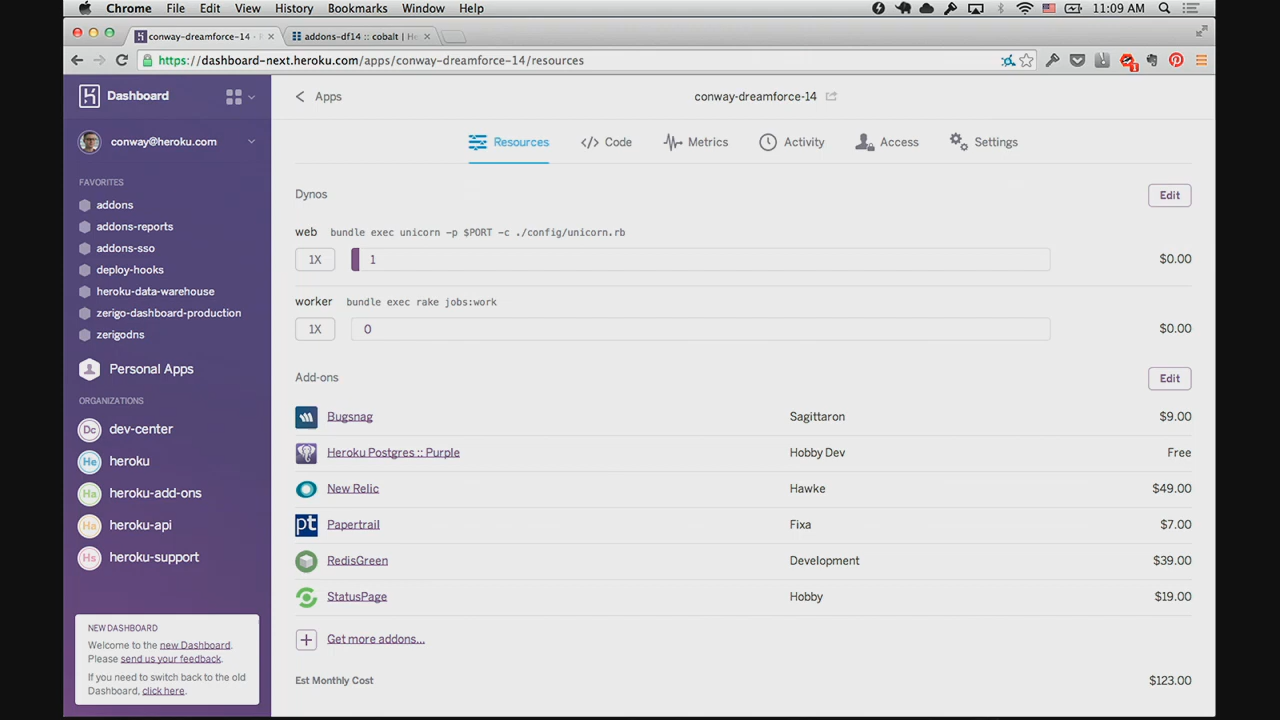 Chrome File Edit View History Bookmarks Window Help 11:09 AM
conway-dreamforce-14 - addons-df14 :: cobalt | H
https://dashboard-next.heroku.com/apps/conway-dreamforce-14/resources
1
Dashboard
conway@heroku.com
FAVORITES
addons
addons-reports
addons-sso
deploy-hooks
heroku-data-warehouse
zerigo-dashboard-production
zerigodns
Personal Apps
ORGANIZATIONS
Dc dev-center
He heroku
Ha heroku-add-ons
Ha heroku-api
Hs heroku-support
NEW DASHBOARD
Welcome to the new Dashboard.
Please send us your feedback.
If you need to switch back to the old
Dashboard, click here.
Apps conway-dreamforce-14
Resources Code Metrics Activity Access Settings
Dynos Edit
web bundle exec unicorn -p $PORT -c ./config/unicorn.rb
1X 1 $0.00
worker bundle exec rake jobs:work
1X 0 $0.00
Add-ons Edit
Bugsnag Sagittaron $9.00
Heroku Postgres :: Purple Hobby Dev Free
New Relic Hawke $49.00
pt Papertrail Fixa $7.00
RedisGreen Development $39.00
StatusPage Hobby $19.00
Get more addons...
Est Monthly Cost $123.00